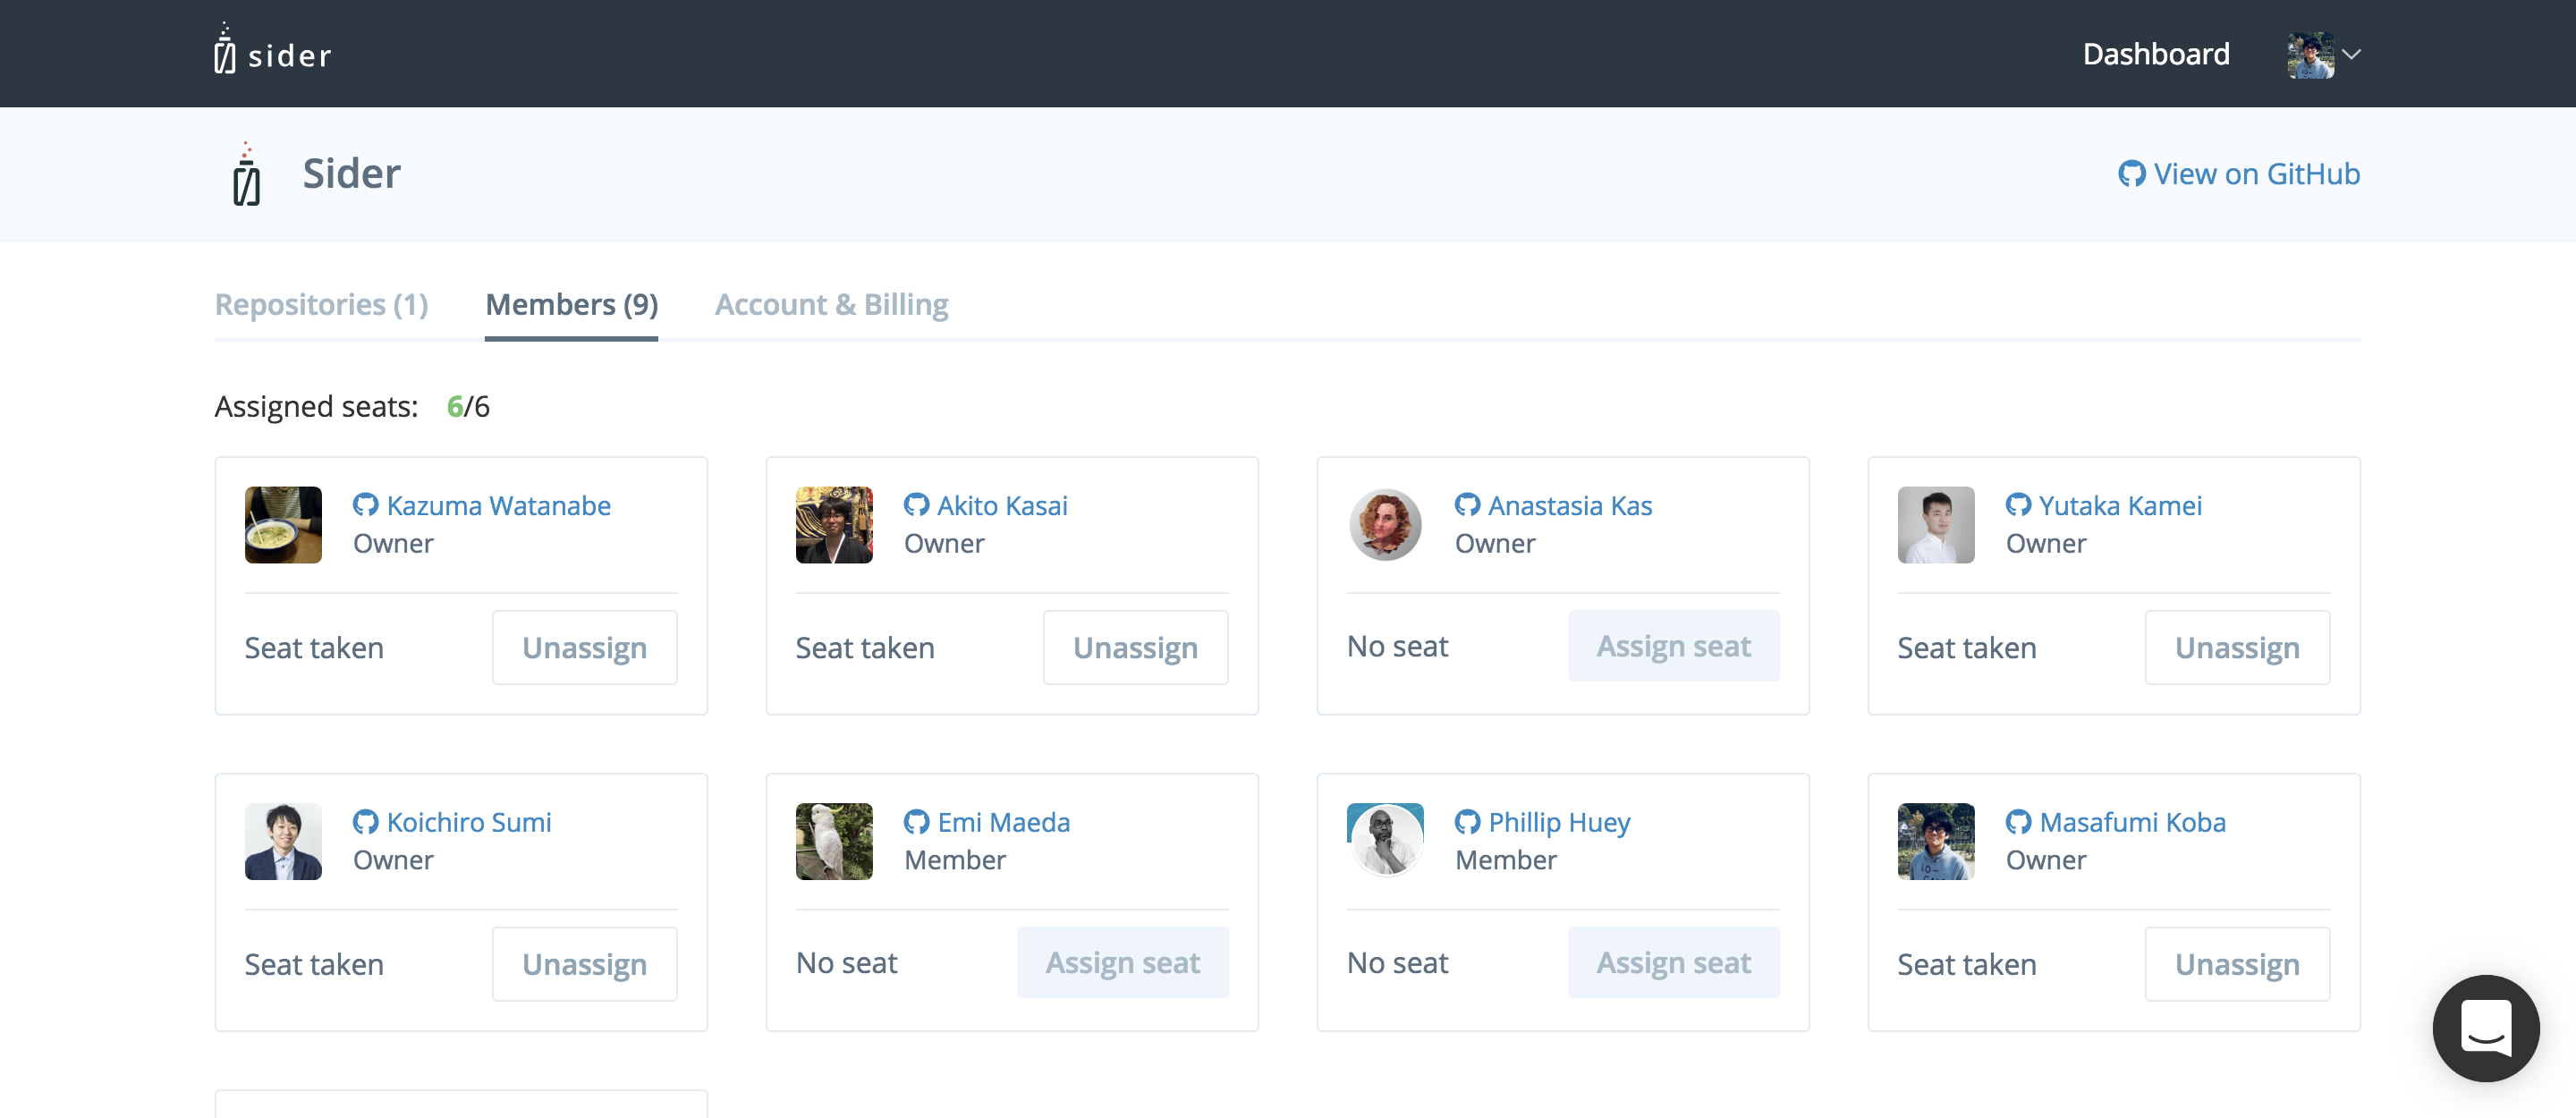 sider
Dashboard
Sider
View on GitHub
Repositories (1)
Members (9)
Account & Billing
Assigned seats: 6/6
Kazuma Watanabe
Owner
Seat taken
Unassign
Akito Kasai
Owner
Seat taken
Unassign
Anastasia Kas
Owner
No seat
Assign seat
Yutaka Kamei
Owner
Seat taken
Unassign
Koichiro Sumi
Owner
Seat taken
Unassign
Emi Maeda
Member
No seat
Assign seat
Phillip Huey
Member
No seat
Assign seat
Masafumi Koba
Owner
Seat taken
Unassign